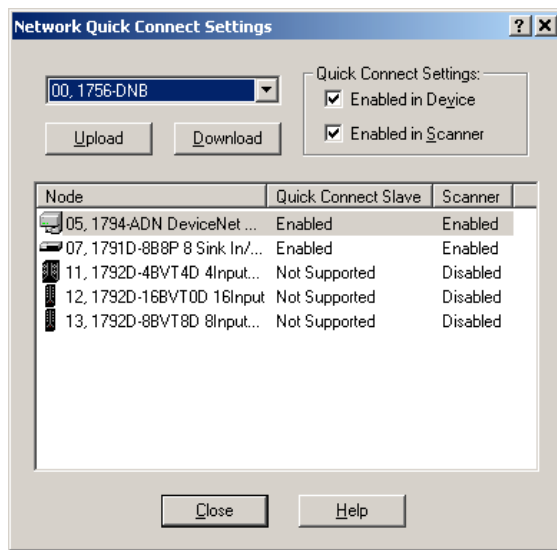 Network Quick Connect Settings
00, 1756-DNB
Upload Download
Quick Connect Settings:
Enabled in Device
Enabled in Scanner
Node Quick Connect Slave Scanner
05, 1794-ADN DeviceNet ... Enabled Enabled
07, 1791D-8B8P 8 Sink In/... Enabled Enabled
11, 1792D-4BVT4D 4Input... Not Supported Disabled
12, 1792D-16BVT0D 16Input Not Supported Disabled
13, 1792D-8BVT8D 8Input... Not Supported Disabled
Close Help